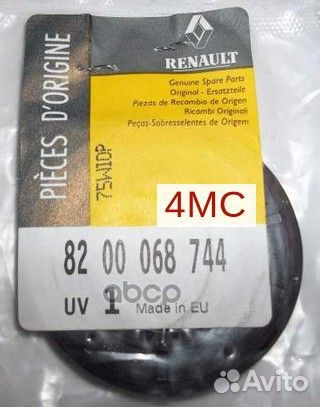 PIÈCES D'ORIGINE
RENAULT
Genuine Spare Parts
Original - Ersatzteile
Piezas de Recambio de Origen
Ricambi Originali
Peças-Sobresselentes de Origem
75W10P
4MC
82 00 068 744
abcp
UV 1 Made in EU
Avito